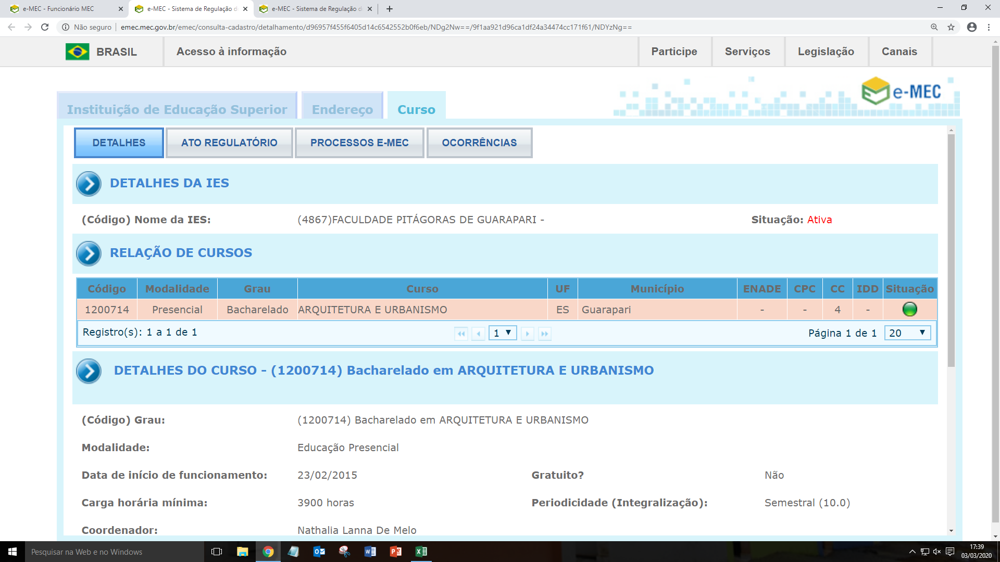 e-MEC - Funcionário MEC
e-MEC - Sistema de Regulação d
e-MEC - Sistema de Regulação d
Não seguro
emec.mec.gov.br/emec/consulta-cadastro/detalhamento/d96957f455f6405d14c6542552b0f6eb/NDg2Nw==/9f1aa921d96ca1df24a34474cc171f61/NDYzNg==
BRASIL
Acesso à informação
Participe
Serviços
Legislação
Canais
e-MEC
Instituição de Educação Superior
Endereço
Curso
DETALHES
ATO REGULATÓRIO
PROCESSOS E-MEC
OCORRÊNCIAS
DETALHES DA IES
(Código) Nome da IES: (4867)FACULDADE PITÁGORAS DE GUARAPARI - Situação: Ativa
RELAÇÃO DE CURSOS
Código Modalidade Grau Curso UF Município ENADE CPC CC IDD Situação
1200714 Presencial Bacharelado ARQUITETURA E URBANISMO ES Guarapari - - 4 -
Registro(s): 1 a 1 de 1 1 Página 1 de 1 20
DETALHES DO CURSO - (1200714) Bacharelado em ARQUITETURA E URBANISMO
(Código) Grau: (1200714) Bacharelado em ARQUITETURA E URBANISMO
Modalidade: Educação Presencial
Data de início de funcionamento: 23/02/2015 Gratuito? Não
Carga horária mínima: 3900 horas Periodicidade (Integralização): Semestral (10.0)
Coordenador: Nathalia Lanna De Melo
Pesquisar na Web e no Windows
17:39
03/03/2020